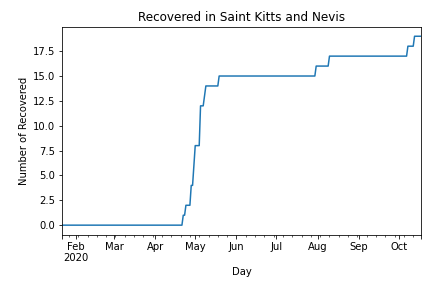 Recovered in Saint Kitts and Nevis
Number of Recovered
17.5
15.0
12.5
10.0
7.5
5.0
2.5
0.0
Feb Mar Apr May Jun Jul Aug Sep Oct
2020
Day